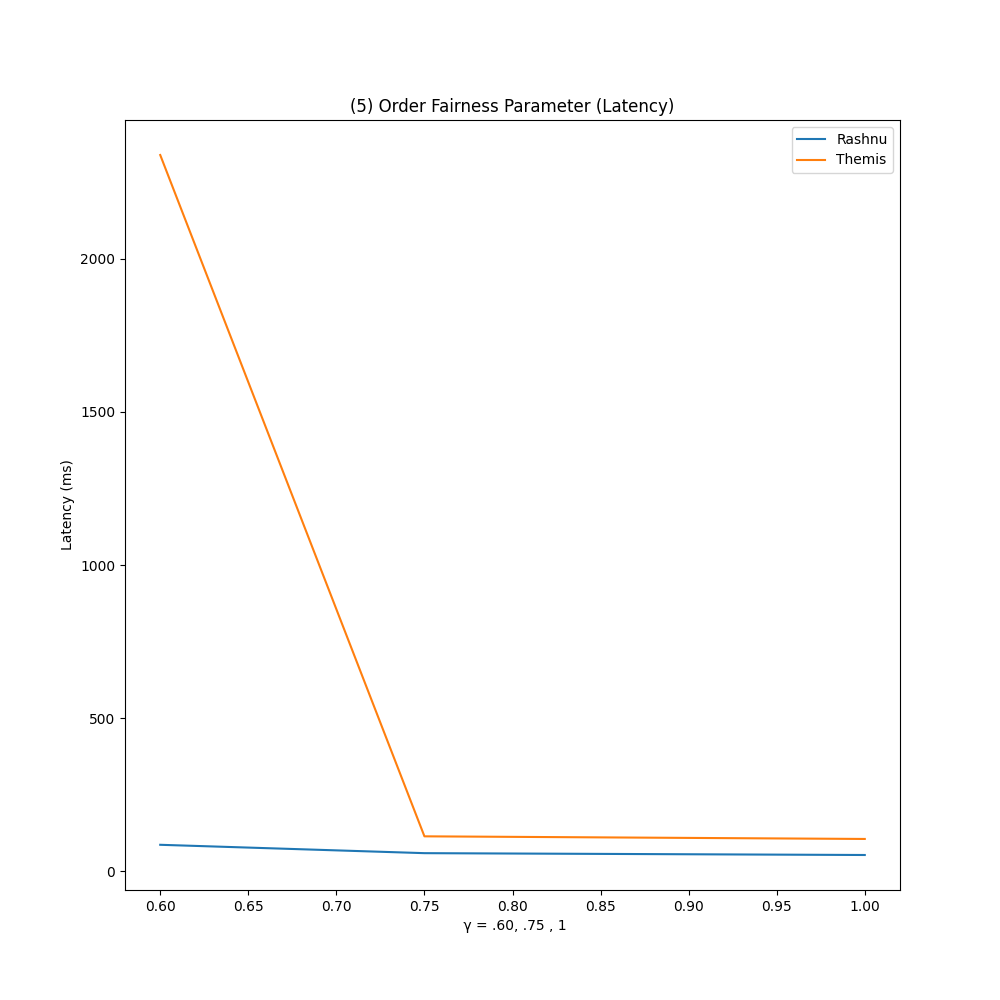 (5) Order Fairness Parameter (Latency)
Rashnu
Themis
Latency (ms)
2000
1500
1000
500
0
0.60 0.65 0.70 0.75 0.80 0.85 0.90 0.95 1.00
γ = .60, .75 , 1